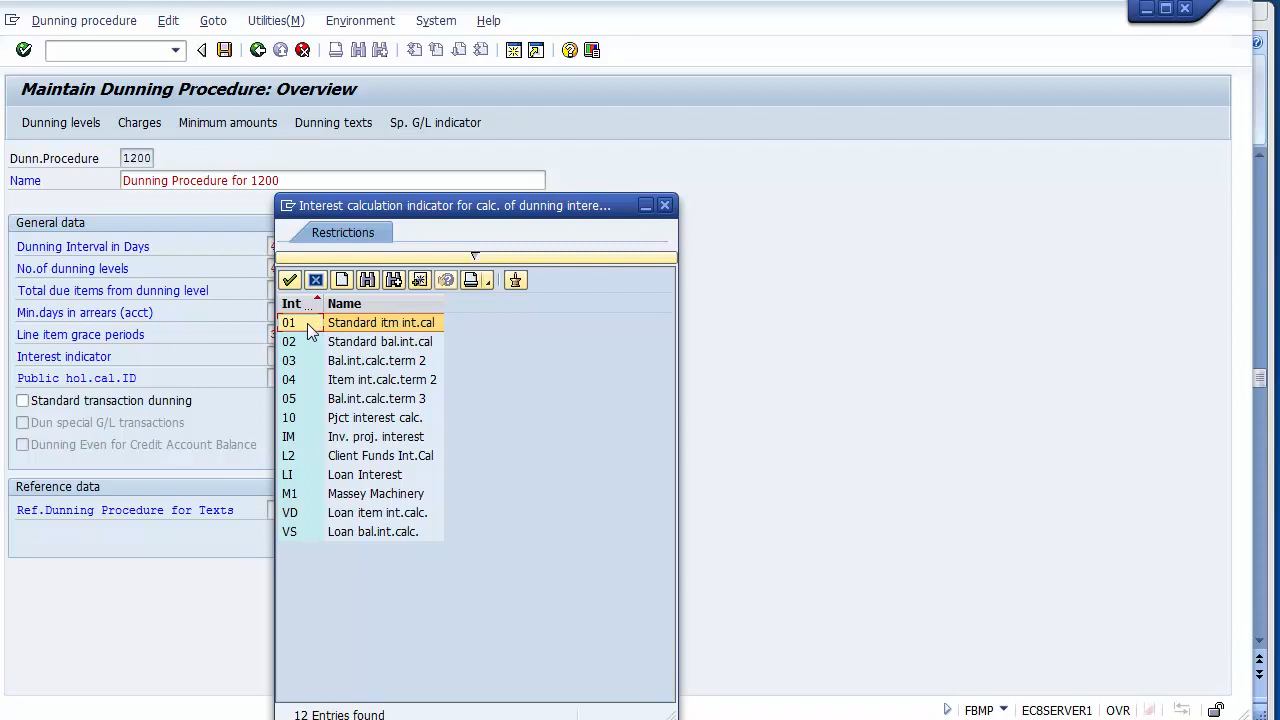 Dunning procedure Edit Goto Utilities(M) Environment System Help
Maintain Dunning Procedure: Overview
Dunning levels Charges Minimum amounts Dunning texts Sp. G/L indicator
Dunn.Procedure 1200
Name Dunning Procedure for 1200
General data
Dunning Interval in Days
No.of dunning levels
Total due items from dunning level
Min.days in arrears (acct)
Line item grace periods
Interest indicator
Public hol.cal.ID
Standard transaction dunning
Dun special G/L transactions
Dunning Even for Credit Account Balance
Reference data
Ref.Dunning Procedure for Texts
Interest calculation indicator for calc. of dunning intere...
Restrictions
Int... Name
01 Standard itm int.cal
02 Standard bal.int.cal
03 Bal.int.calc.term 2
04 Item int.calc.term 2
05 Bal.int.calc.term 3
10 Pjct interest calc.
IM Inv. proj. interest
L2 Client Funds Int.Cal
LI Loan Interest
M1 Massey Machinery
VD Loan item int.calc.
VS Loan bal.int.calc.
12 Entries found
FBMP EC8SERVER1 OVR